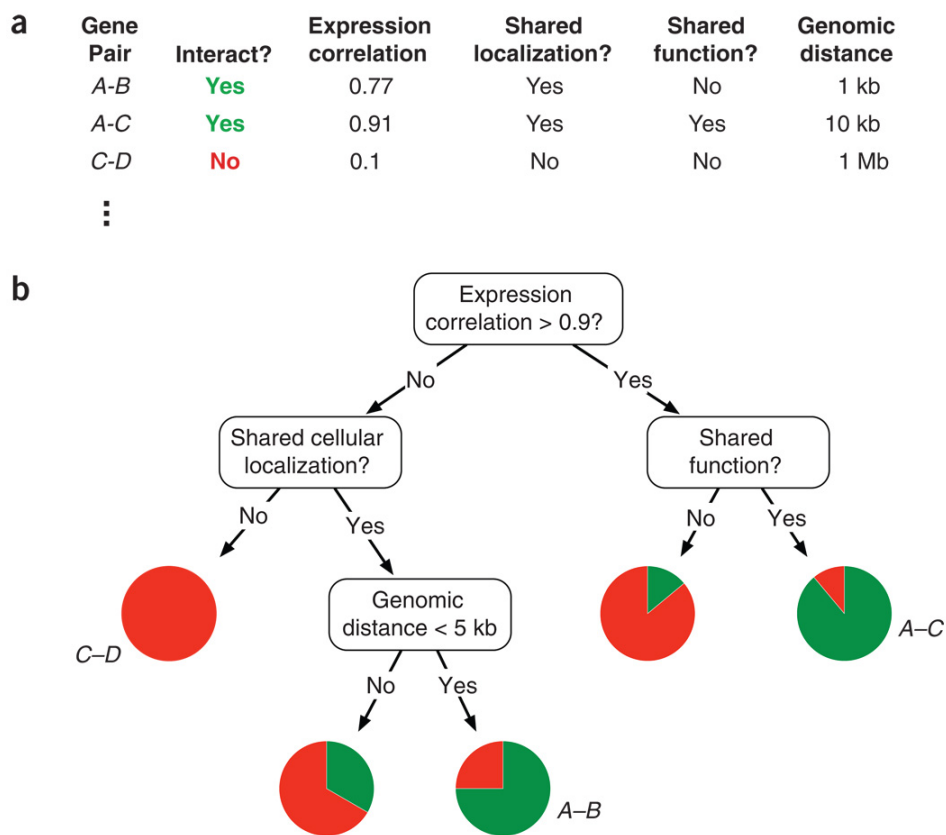 a
Gene Pair Interact? Expression correlation Shared localization? Shared function? Genomic distance
A-B Yes 0.77 Yes No 1 kb
A-C Yes 0.91 Yes Yes 10 kb
C-D No 0.1 No No 1 Mb
⋮
b
Expression
correlation > 0.9?
No Yes
Shared cellular
localization?
Shared
function?
No Yes No Yes
Genomic
distance < 5 kb
C–D
A–C
No Yes
A–B